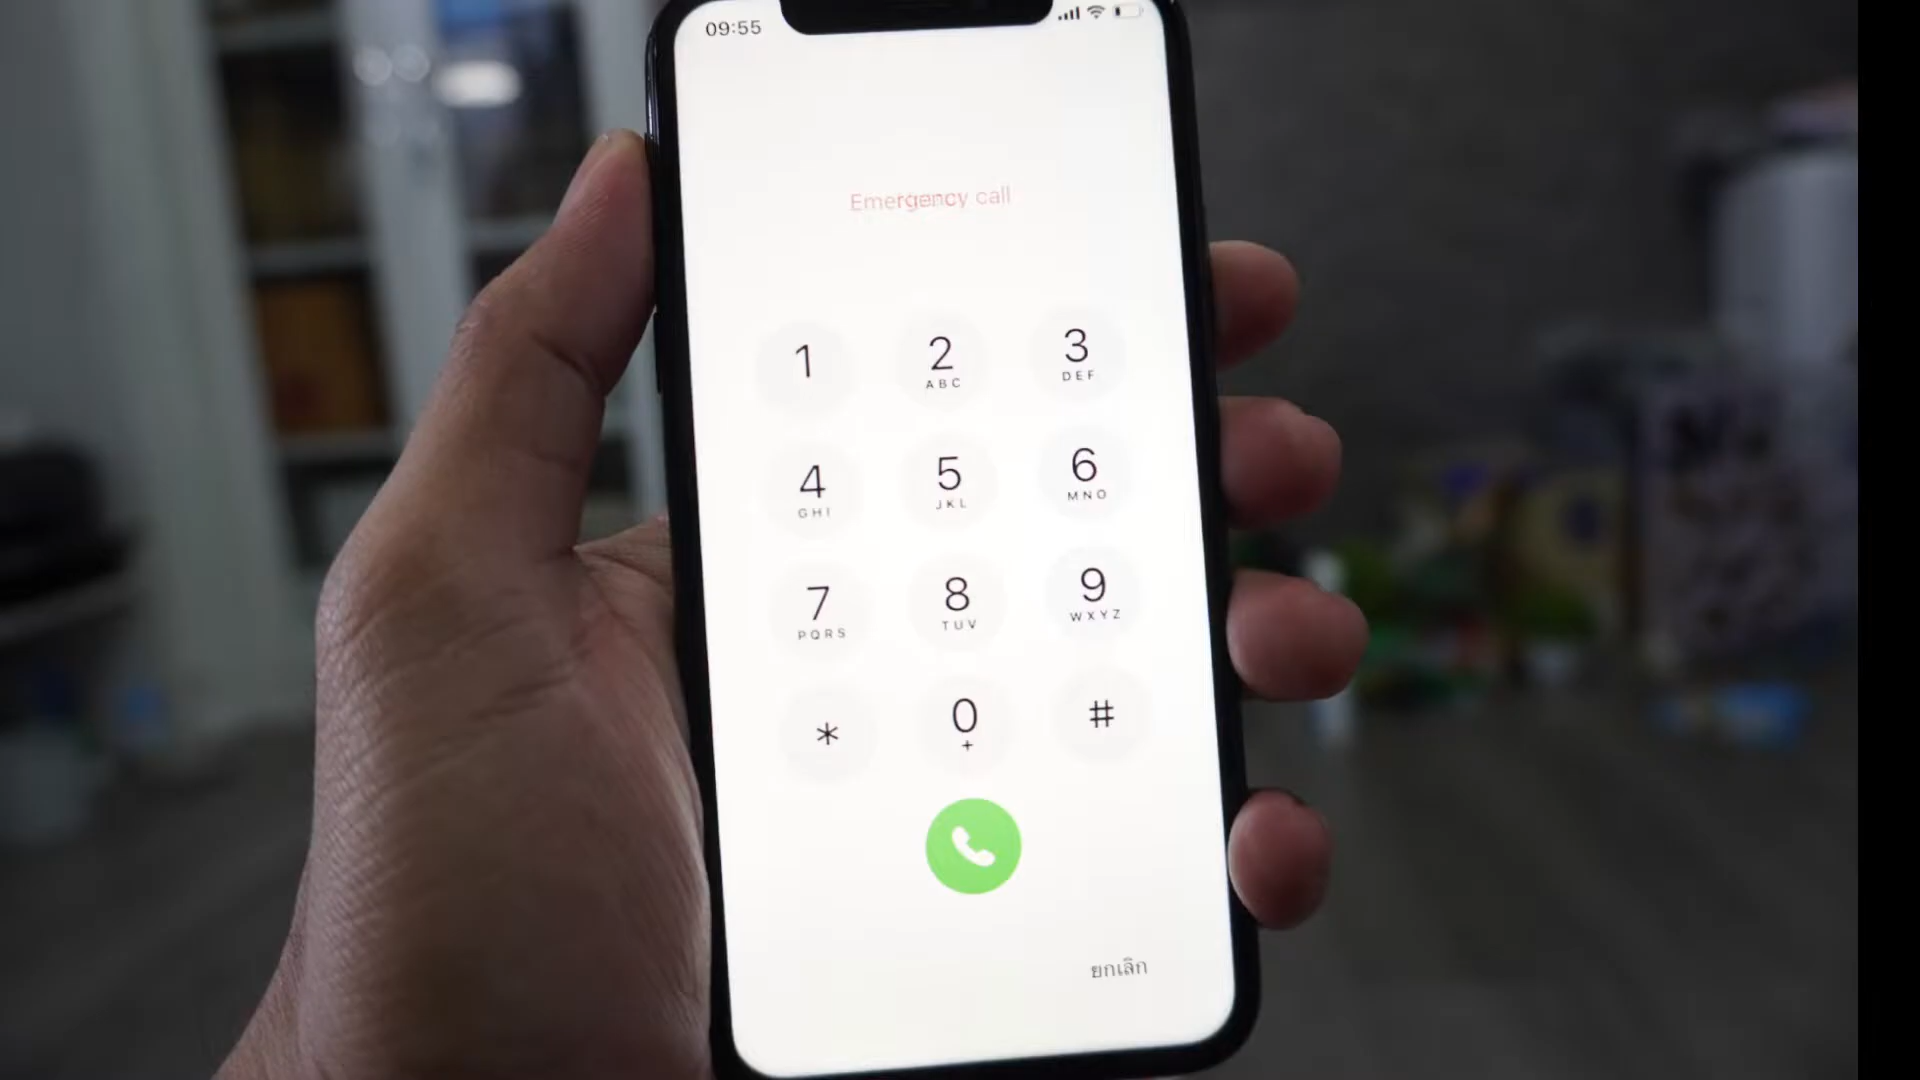 09:55
Emergency call
1 2 3
ABC DEF
4 5 6
GHI JKL MNO
7 8 9
PQRS TUV WXYZ
* 0 #
+
ยกเลิก